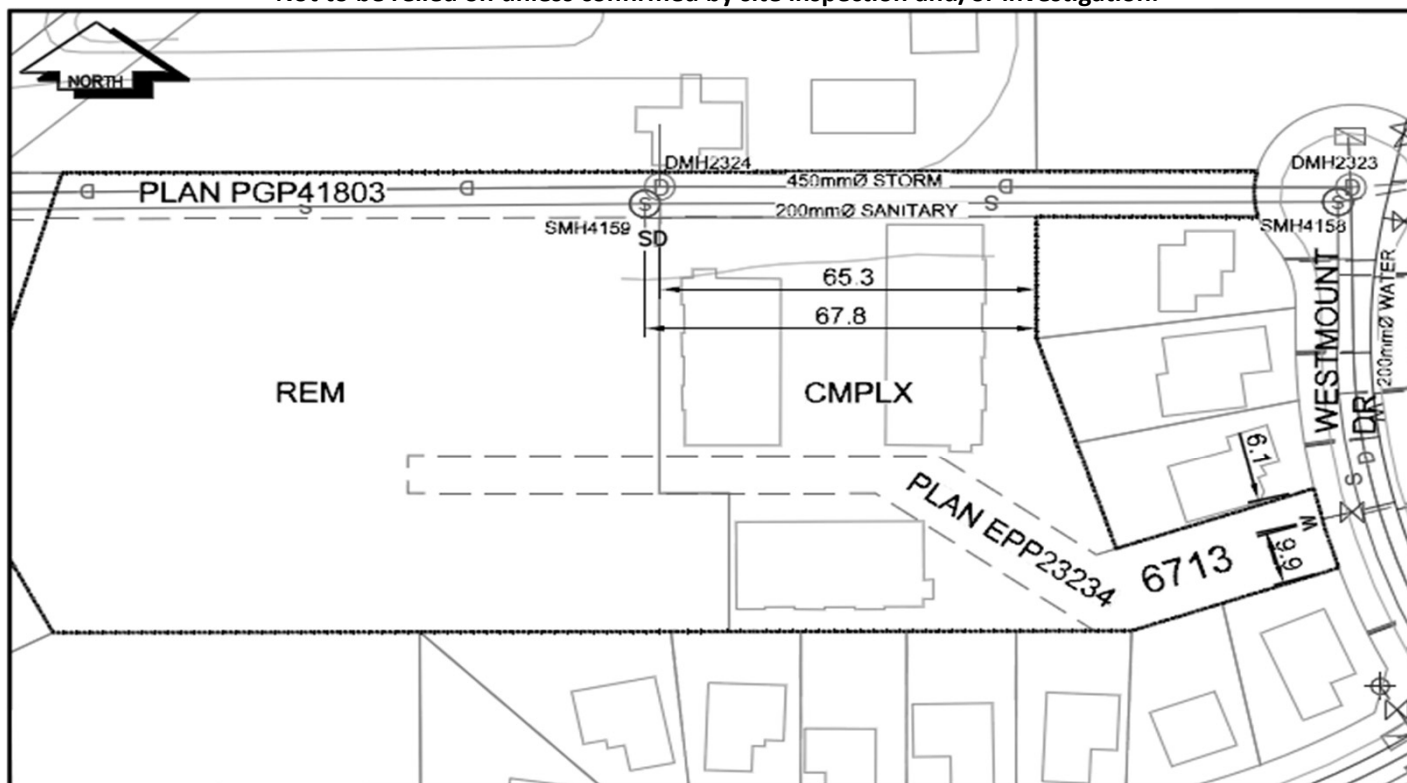 Not to be relied on unless confirmed by site inspection and/or investigation.
NORTH
DMH2324
DMH2323
PLAN PGP41803
D
D
D
D
D
450mmØ STORM
S
S
S
S
200mmØ SANITARY
SMH4159
SMH4158
SD
65.3
67.8
REM
CMPLX
WESTMOUNT
DR
200mmØ WATER
W
D
S
6.1
PLAN EPP23234
6713
W
9.9